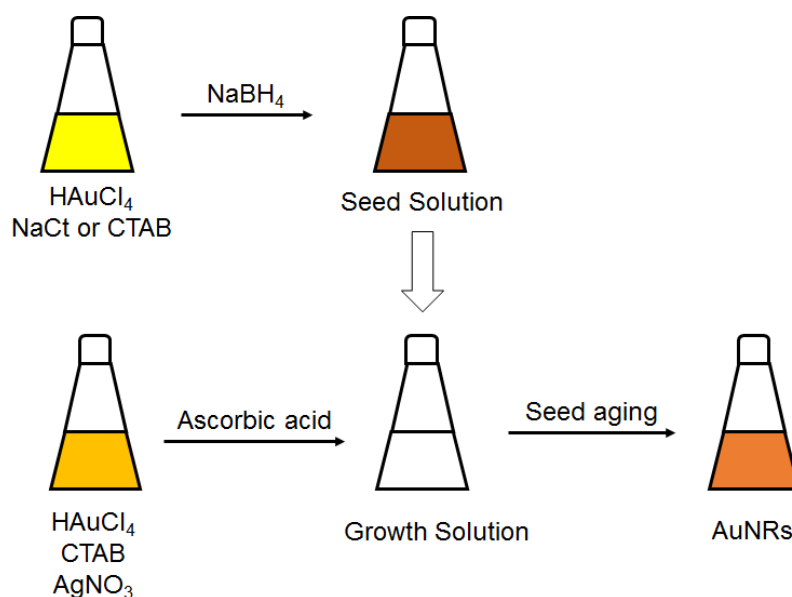 NaBH₄
HAuCl₄
NaCt or CTAB
Seed Solution
Ascorbic acid
Seed aging
HAuCl₄
CTAB
AgNO₃
Growth Solution
AuNRs